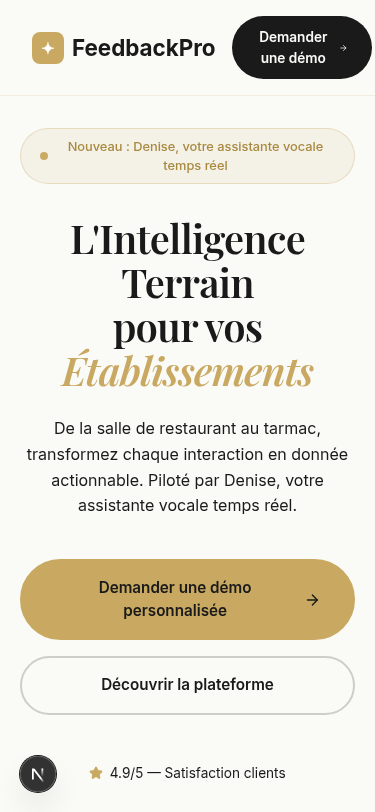 FeedbackPro
Demander
une démo
Nouveau : Denise, votre assistante vocale
temps réel
L'Intelligence
Terrain
pour vos
Établissements
De la salle de restaurant au tarmac,
transformez chaque interaction en donnée
actionnable. Piloté par Denise, votre
assistante vocale temps réel.
Demander une démo
personnalisée
Découvrir la plateforme
N
4.9/5 — Satisfaction clients